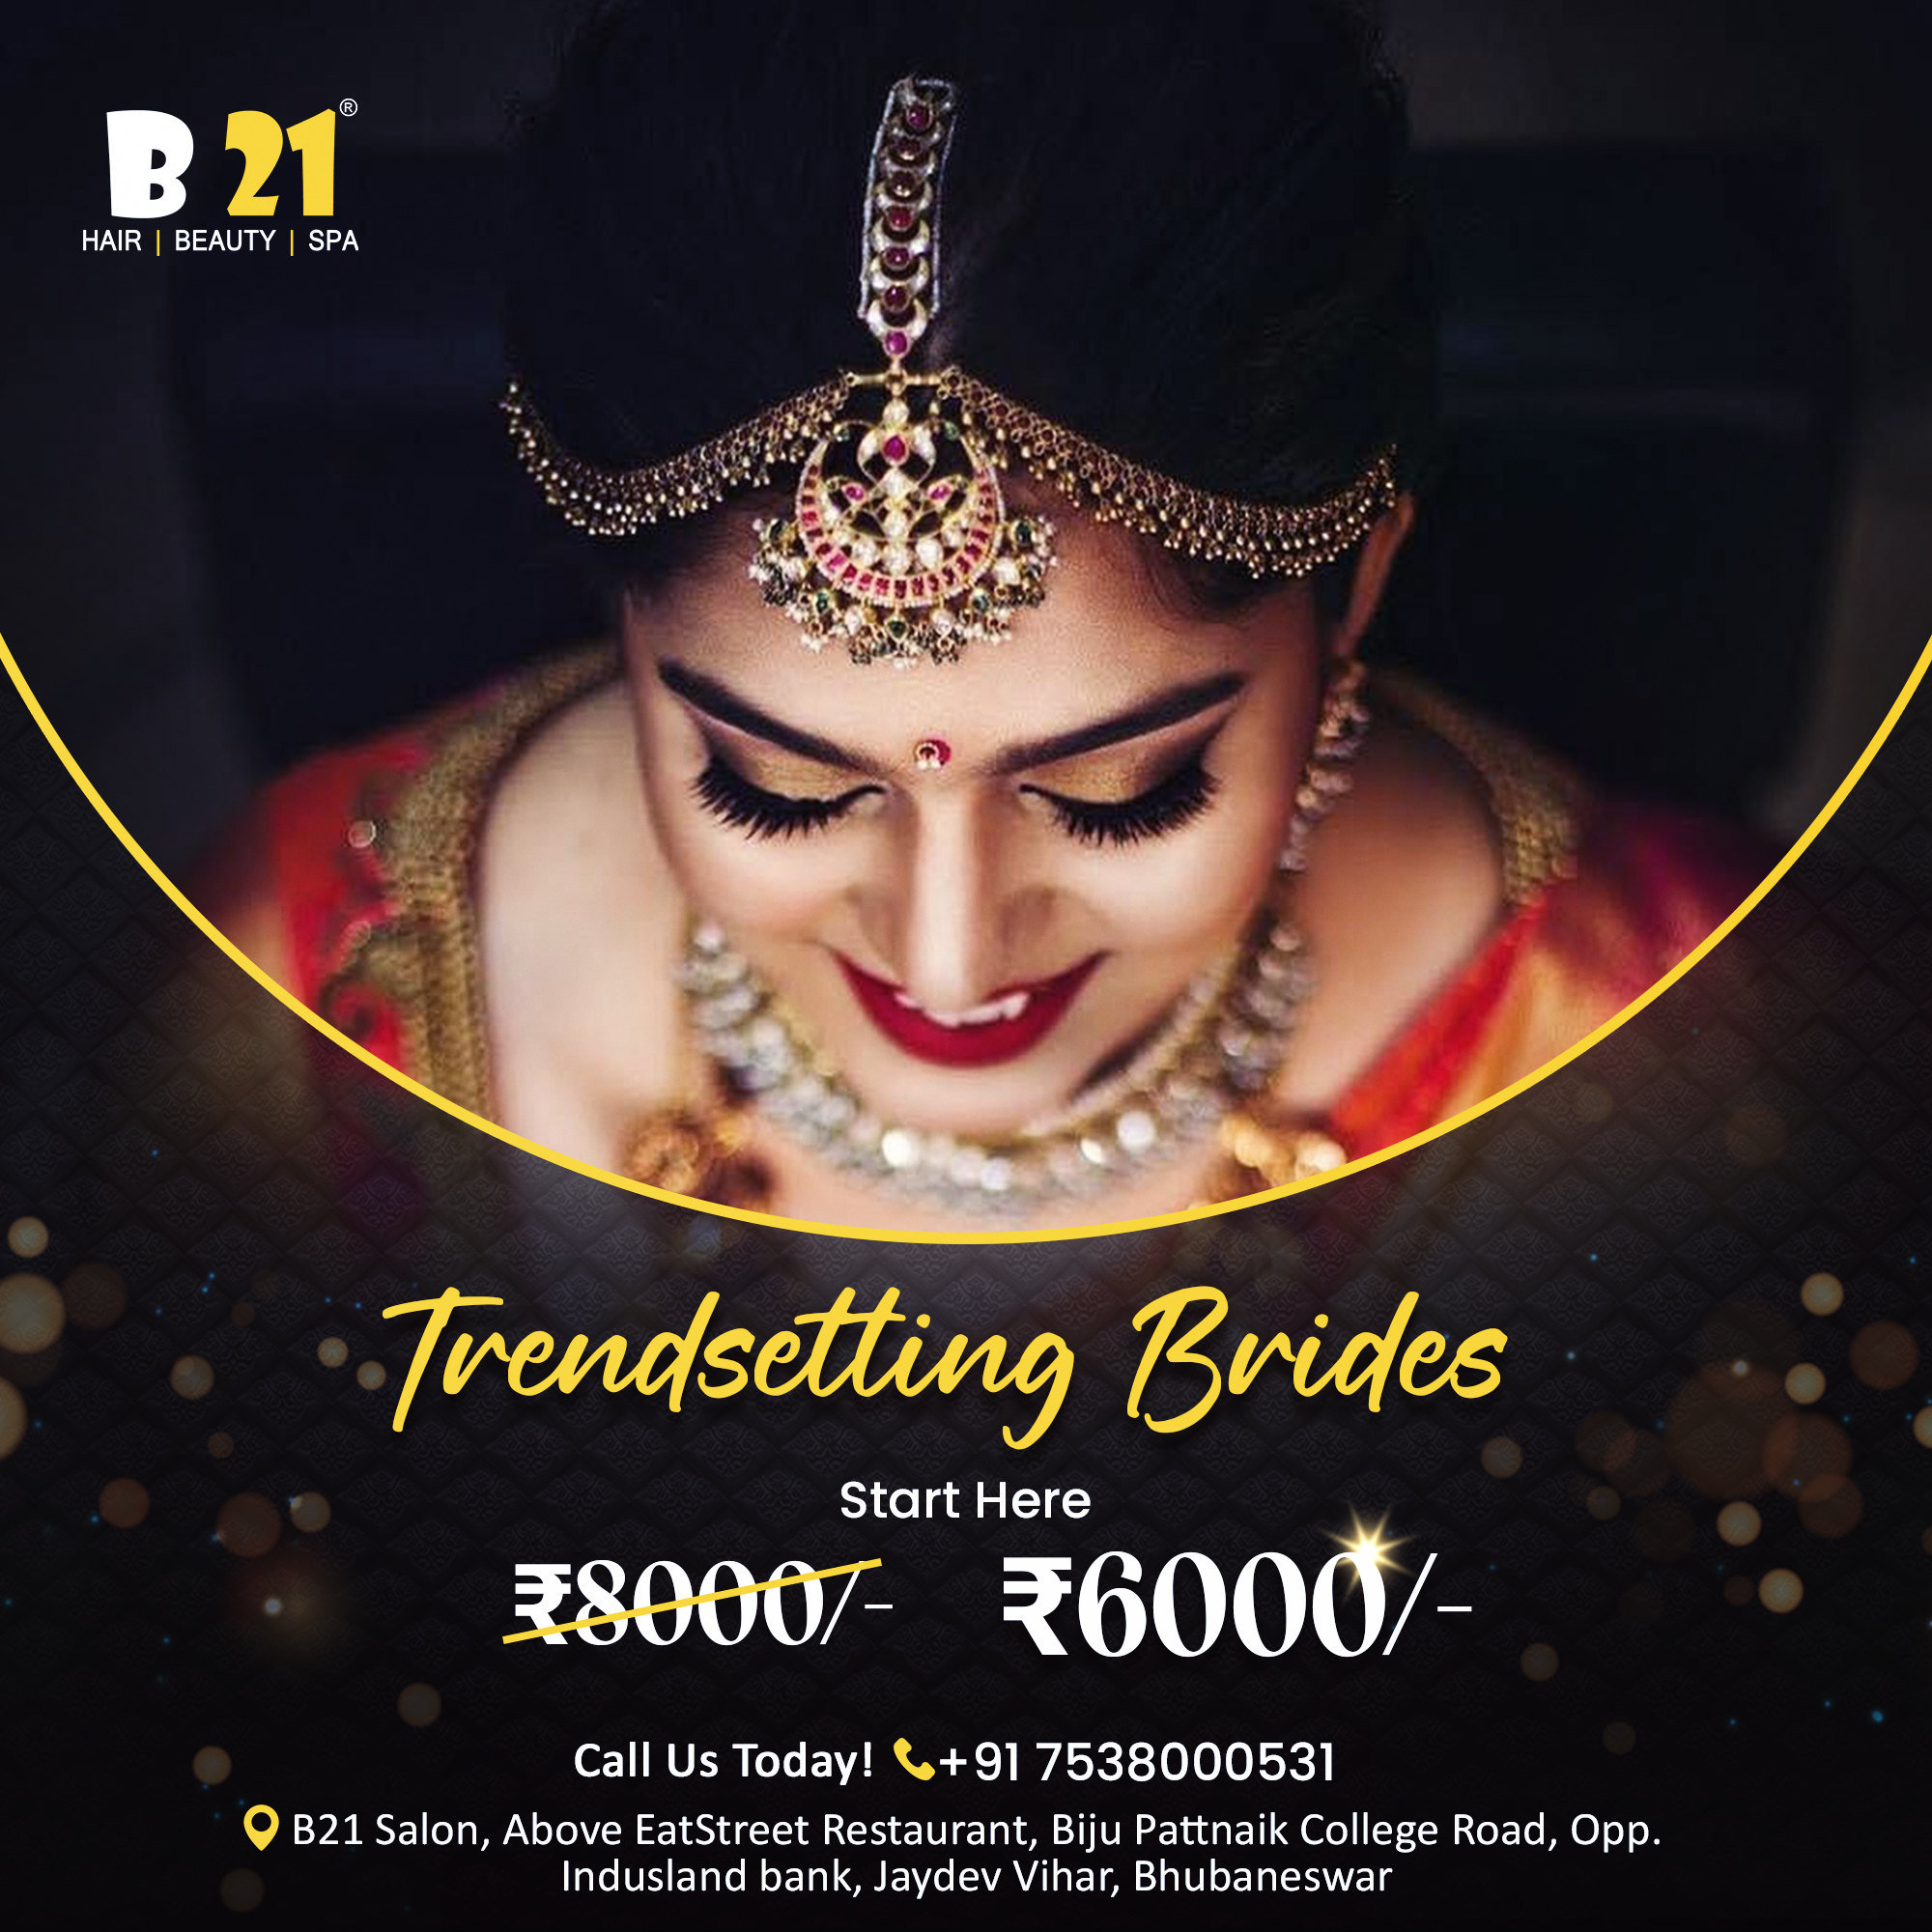 B 21®
HAIR | BEAUTY | SPA
Trendsetting Brides
Start Here
₹8000/- ₹6000/-
Call Us Today! +91 7538000531
B21 Salon, Above EatStreet Restaurant, Biju Pattnaik College Road, Opp.
Indusland bank, Jaydev Vihar, Bhubaneswar